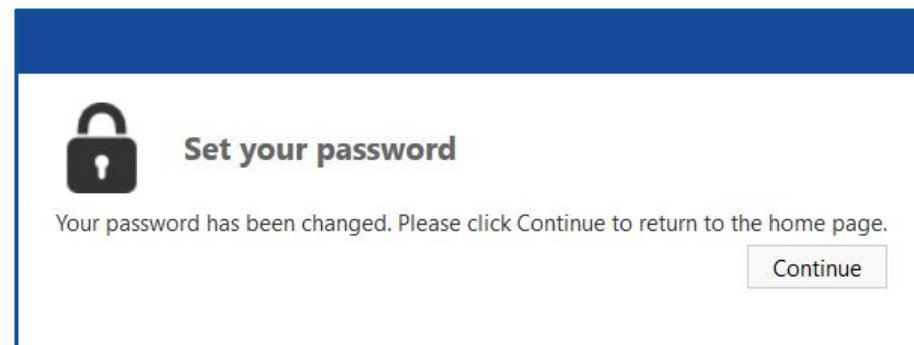 Set your password
Your password has been changed. Please click Continue to return to the home page.
Continue